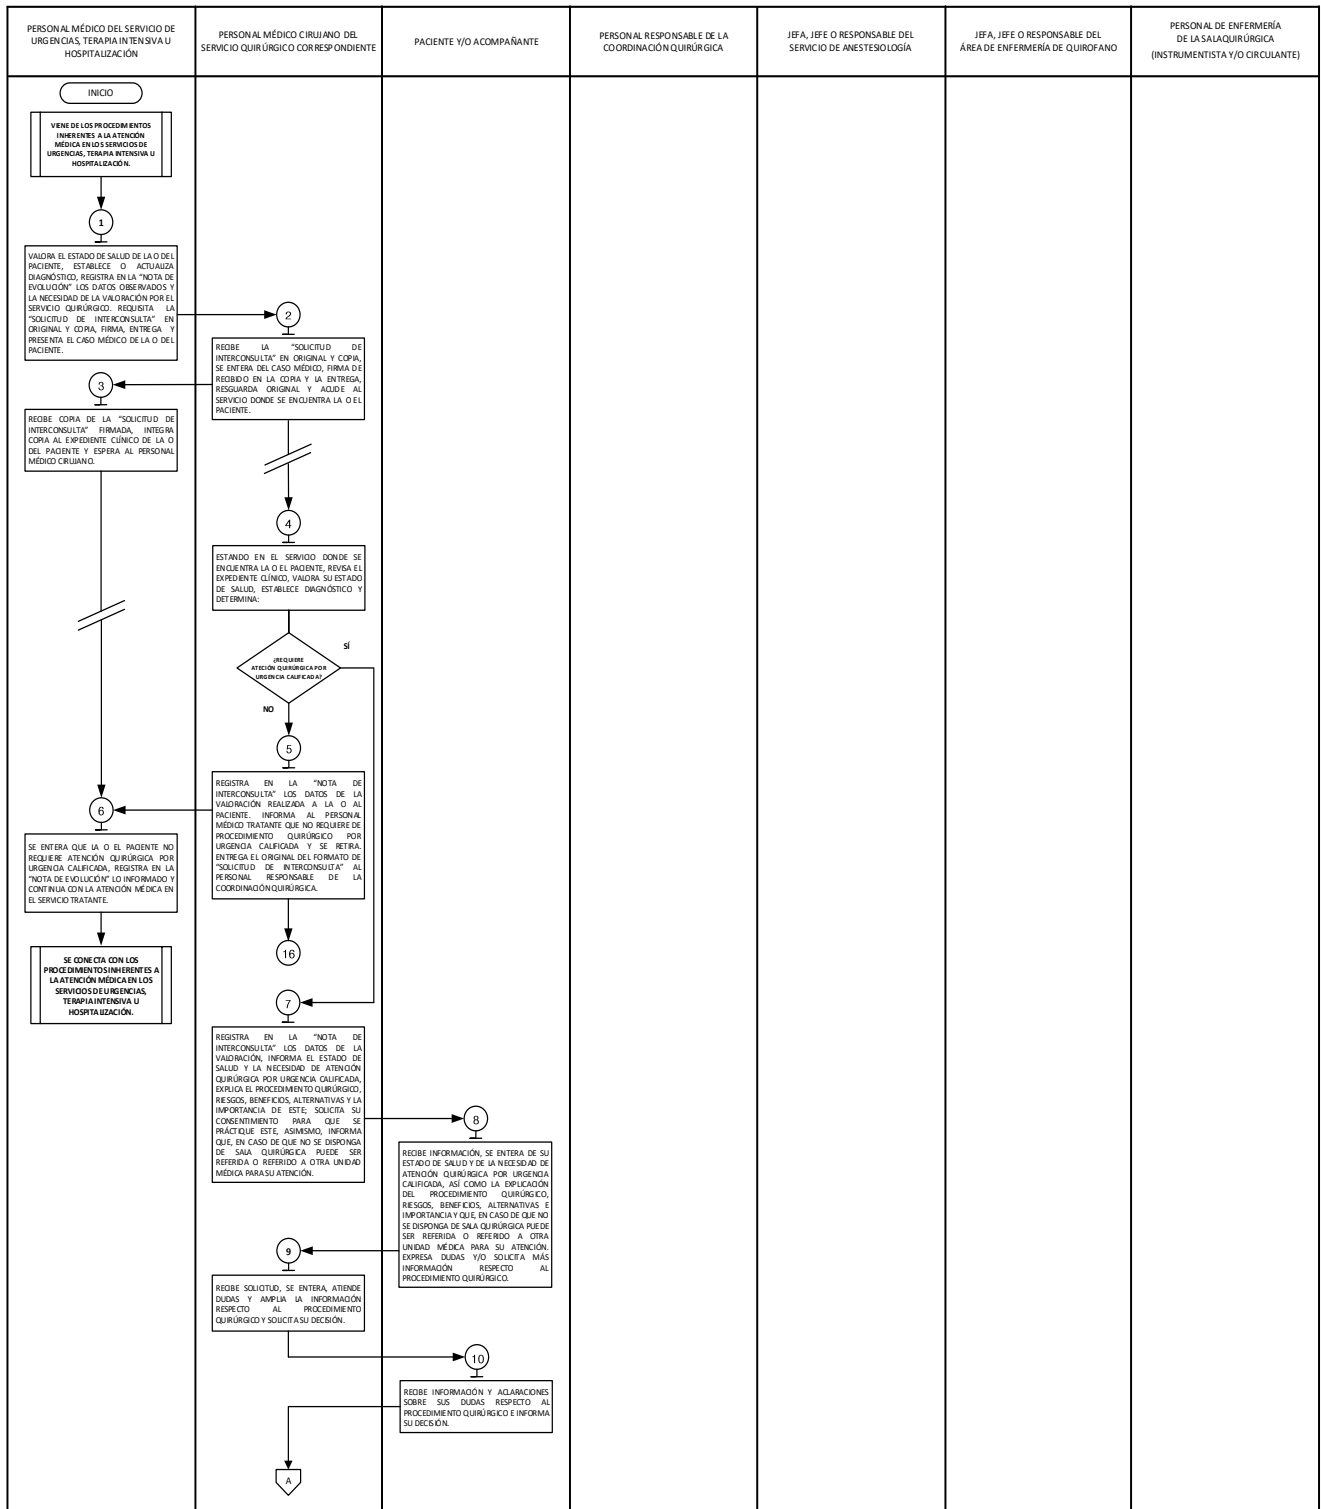 PERSONAL MÉDICO DEL SERVICIO DE
URGENCIAS, TERAPIA INTENSIVA U
HOSPITALIZACIÓN
PERSONAL MÉDICO CIRUJANO DEL
SERVICIO QUIRÚRGICO CORRESPONDIENTE
PACIENTE Y/O ACOMPAÑANTE
PERSONAL RESPONSABLE DE LA
COORDINACIÓN QUIRÚRGICA
JEFA, JEFE O RESPONSABLE DEL
SERVICIO DE ANESTESIOLOGÍA
JEFA, JEFE O RESPONSABLE DEL
ÁREA DE ENFERMERÍA DE QUIROFANO
PERSONAL DE ENFERMERÍA
DE LA SALAQUIRÚRGICA
(INSTRUMENTISTA Y/O CIRCULANTE)
INICIO
VIENE DE LOS PROCEDIMIENTOS
INHERENTES A LA ATENCIÓN
MÉDICA EN LOS SERVICIOS DE
URGENCIAS, TERAPIA INTENSIVA U
HOSPITALIZACIÓN.
1
VALORA EL ESTADO DE SALUD DE LA O DEL
PACIENTE, ESTABLECE O ACTUALIZA
DIAGNÓSTICO, REGISTRA EN LA "NOTA DE
EVOLUCIÓN" LOS DATOS OBSERVADOS Y
LA NECESIDAD DE LA VALORACIÓN POR EL
SERVICIO QUIRÚRGICO. REQUISITA LA
"SOLICITUD DE INTERCONSULTA" EN
ORIGINAL Y COPIA, FIRMA, ENTREGA Y
PRESENTA EL CASO MÉDICO DE LA O DEL
PACIENTE.
2
RECIBE LA "SOLICITUD DE
INTERCONSULTA" EN ORIGINAL Y COPIA,
SE ENTERA DEL CASO MÉDICO, FIRMA DE
RECIBIDO EN LA COPIA Y LA ENTREGA,
RESGUARDA ORIGINAL Y ACUDE AL
SERVICIO DONDE SE ENCUENTRA LA O EL
PACIENTE.
3
RECIBE COPIA DE LA "SOLICITUD DE
INTERCONSULTA" FIRMADA, INTEGRA
COPIA AL EXPEDIENTE CLÍNICO DE LA O
DEL PACIENTE Y ESPERA AL PERSONAL
MÉDICO CIRUJANO.
4
ESTANDO EN EL SERVICIO DONDE SE
ENCUENTRA LA O EL PACIENTE, REVISA EL
EXPEDIENTE CLÍNICO, VALORA SU ESTADO
DE SALUD, ESTABLECE DIAGNÓSTICO Y
DETERMINA:
¿REQUIERE
ATECIÓN QUIRÚRGICA POR
URGENCIA CALIFICADA?
SÍ
NO
5
REGISTRA EN LA "NOTA DE
INTERCONSULTA" LOS DATOS DE LA
VALORACIÓN REALIZADA A LA O AL
PACIENTE. INFORMA AL PERSONAL
MÉDICO TRATANTE QUE NO REQUIERE DE
PROCEDIMIENTO QUIRÚRGICO POR
URGENCIA CALIFICADA Y SE RETIRA.
ENTREGA EL ORIGINAL DEL FORMATO DE
"SOLICITUD DE INTERCONSULTA" AL
PERSONAL RESPONSABLE DE LA
COORDINACIÓN QUIRÚRGICA.
16
6
SE ENTERA QUE LA O EL PACIENTE NO
REQUIERE ATENCIÓN QUIRÚRGICA POR
URGENCIA CALIFICADA, REGISTRA EN LA
"NOTA DE EVOLUCIÓN" LO INFORMADO Y
CONTINUA CON LA ATENCIÓN MÉDICA EN
EL SERVICIO TRATANTE.
SE CONECTA CON LOS
PROCEDIMIENTOS INHERENTES A
LA ATENCIÓN MÉDICA EN LOS
SERVICIOS DE URGENCIAS,
TERAPIA INTENSIVA U
HOSPITALIZACIÓN.
7
REGISTRA EN LA "NOTA DE
INTERCONSULTA" LOS DATOS DE LA
VALORACIÓN, INFORMA EL ESTADO DE
SALUD Y LA NECESIDAD DE ATENCIÓN
QUIRÚRGICA POR URGENCIA CALIFICADA,
EXPLICA EL PROCEDIMIENTO QUIRÚRGICO,
RIESGOS, BENEFICIOS, ALTERNATIVAS Y LA
IMPORTANCIA DE ESTE; SOLICITA SU
CONSENTIMIENTO PARA QUE SE
PRÁCTIQUE ESTE, ASIMISMO, INFORMA
QUE, EN CASO DE QUE NO SE DISPONGA
DE SALA QUIRÚRGICA PUEDE SER
REFERIDA O REFERIDO A OTRA UNIDAD
MÉDICA PARA SU ATENCIÓN.
8
RECIBE INFORMACIÓN, SE ENTERA DE SU
ESTADO DE SALUD Y DE LA NECESIDAD DE
ATENCIÓN QUIRÚRGICA POR URGENCIA
CALIFICADA, ASÍ COMO LA EXPLICACIÓN
DEL PROCEDIMIENTO QUIRÚRGICO,
RIESGOS, BENEFICIOS, ALTERNATIVAS E
IMPORTANCIA Y QUE, EN CASO DE QUE NO
SE DISPONGA DE SALA QUIRÚRGICA PUEDE
SER REFERIDA O REFERIDO A OTRA
UNIDAD MÉDICA PARA SU ATENCIÓN.
EXPRESA DUDAS Y/O SOLICITA MÁS
INFORMACIÓN RESPECTO AL
PROCEDIMIENTO QUIRÚRGICO.
9
RECIBE SOLICITUD, SE ENTERA, ATIENDE
DUDAS Y AMPLIA LA INFORMACIÓN
RESPECTO AL PROCEDIMIENTO
QUIRÚRGICO Y SOLICITA SU DECISIÓN.
10
RECIBE INFORMACIÓN Y ACLARACIONES
SOBRE SUS DUDAS RESPECTO AL
PROCEDIMIENTO QUIRÚRGICO E INFORMA
SU DECISIÓN.
A